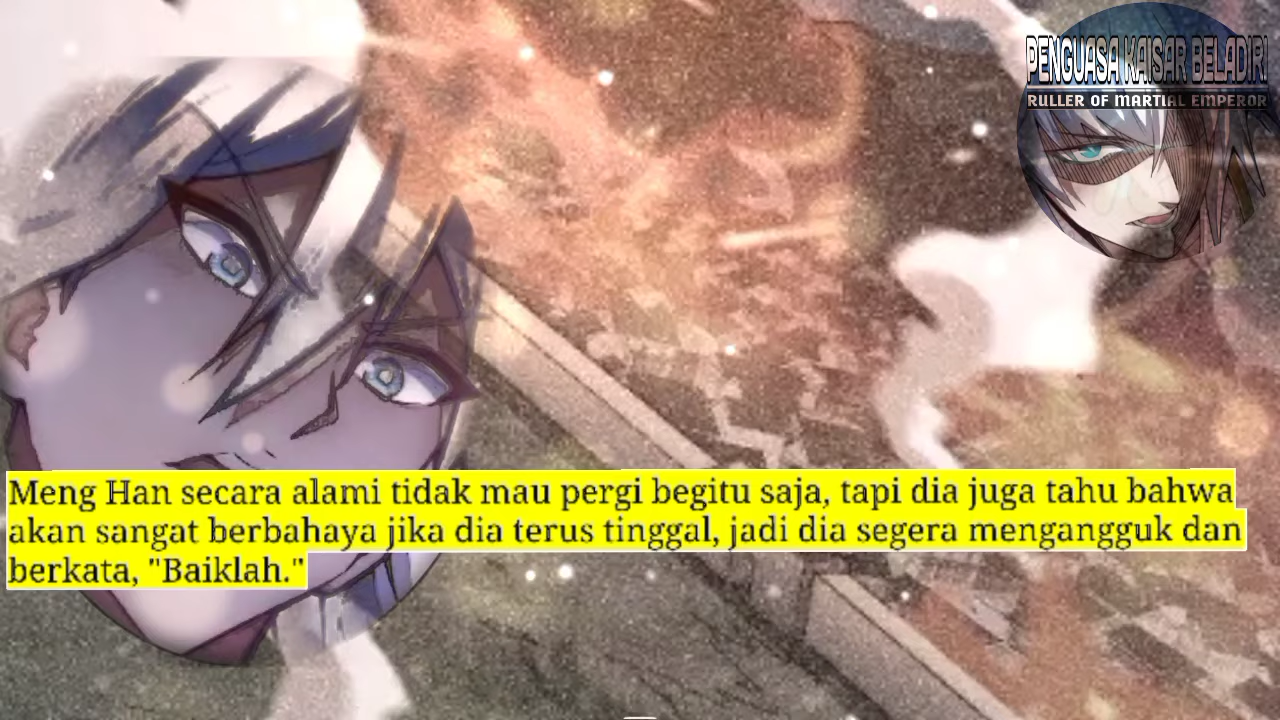 PENGUASA KAISAR BELADIRI
RULLER OF MARTIAL EMPEROR
Meng Han secara alami tidak mau pergi begitu saja, tapi dia juga tahu bahwa
akan sangat berbahaya jika dia terus tinggal, jadi dia segera mengangguk dan
berkata, "Baiklah."